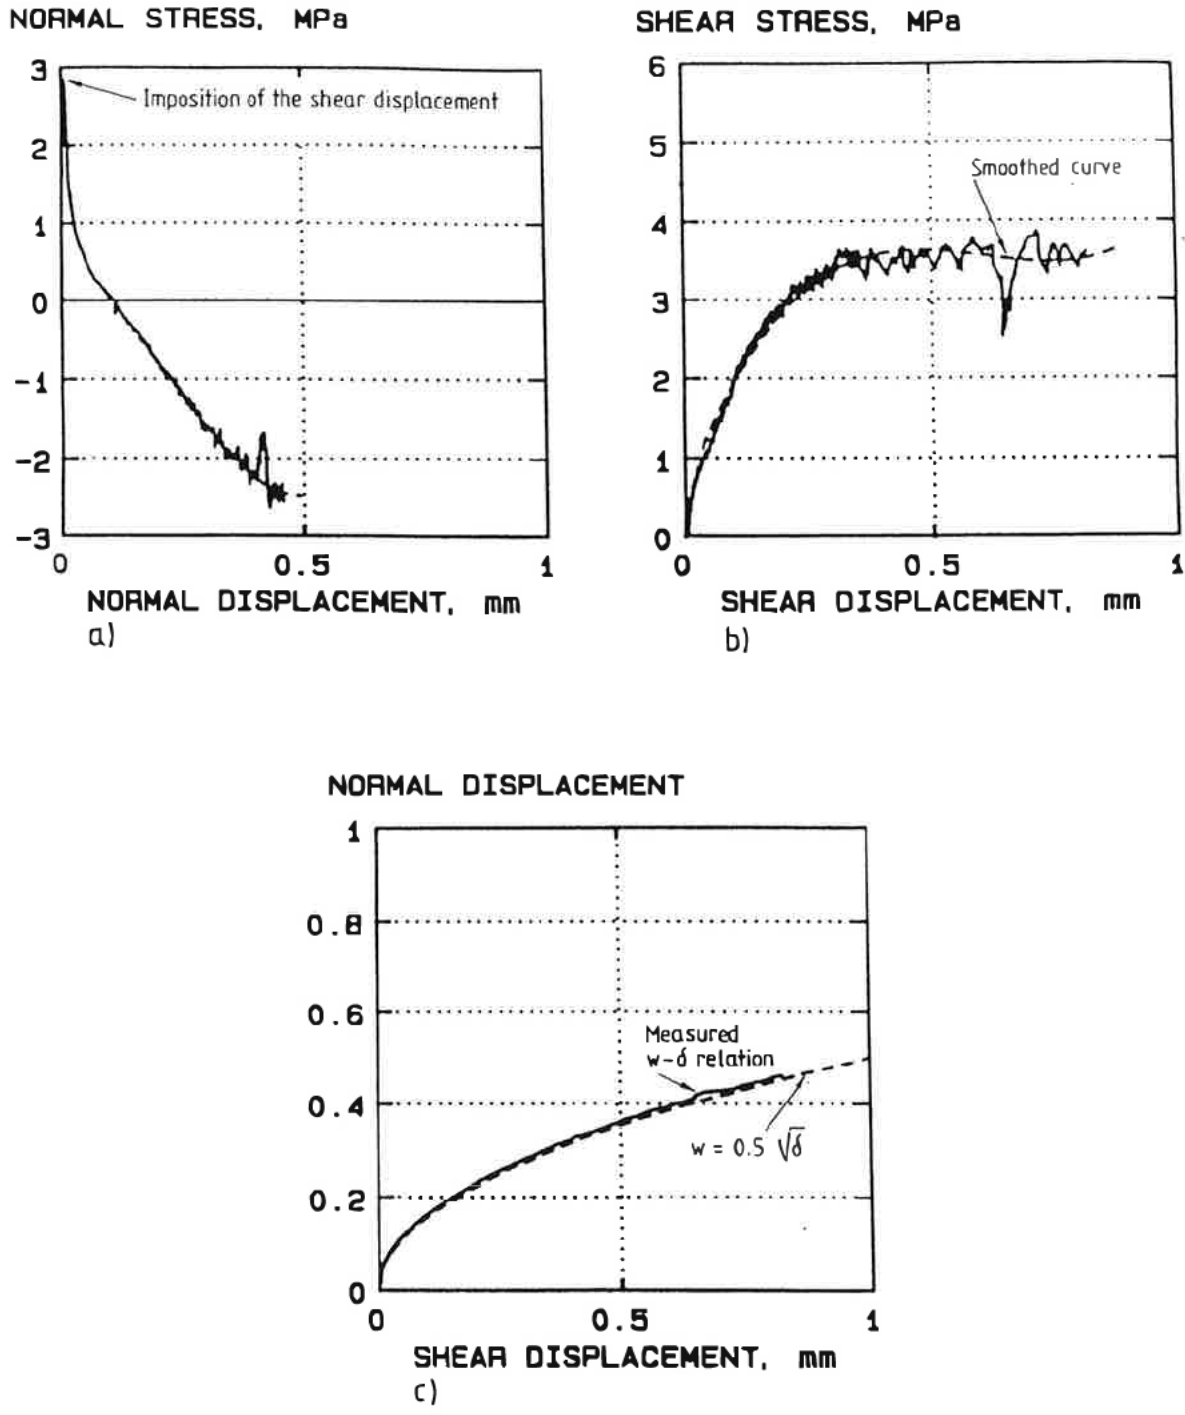 NORMAL STRESS, MPa
3
Imposition of the shear displacement
2
1
0
-1
-2
-3
0 0.5 1
NORMAL DISPLACEMENT, mm
a)
SHEAR STRESS, MPa
6
5
Smoothed curve
4
3
2
1
0
0 0.5 1
SHEAR DISPLACEMENT, mm
b)
NORMAL DISPLACEMENT
1
0.8
0.6
Measured
w-δ relation
0.4
w = 0.5 √δ
0.2
0
0 0.5 1
SHEAR DISPLACEMENT, mm
c)